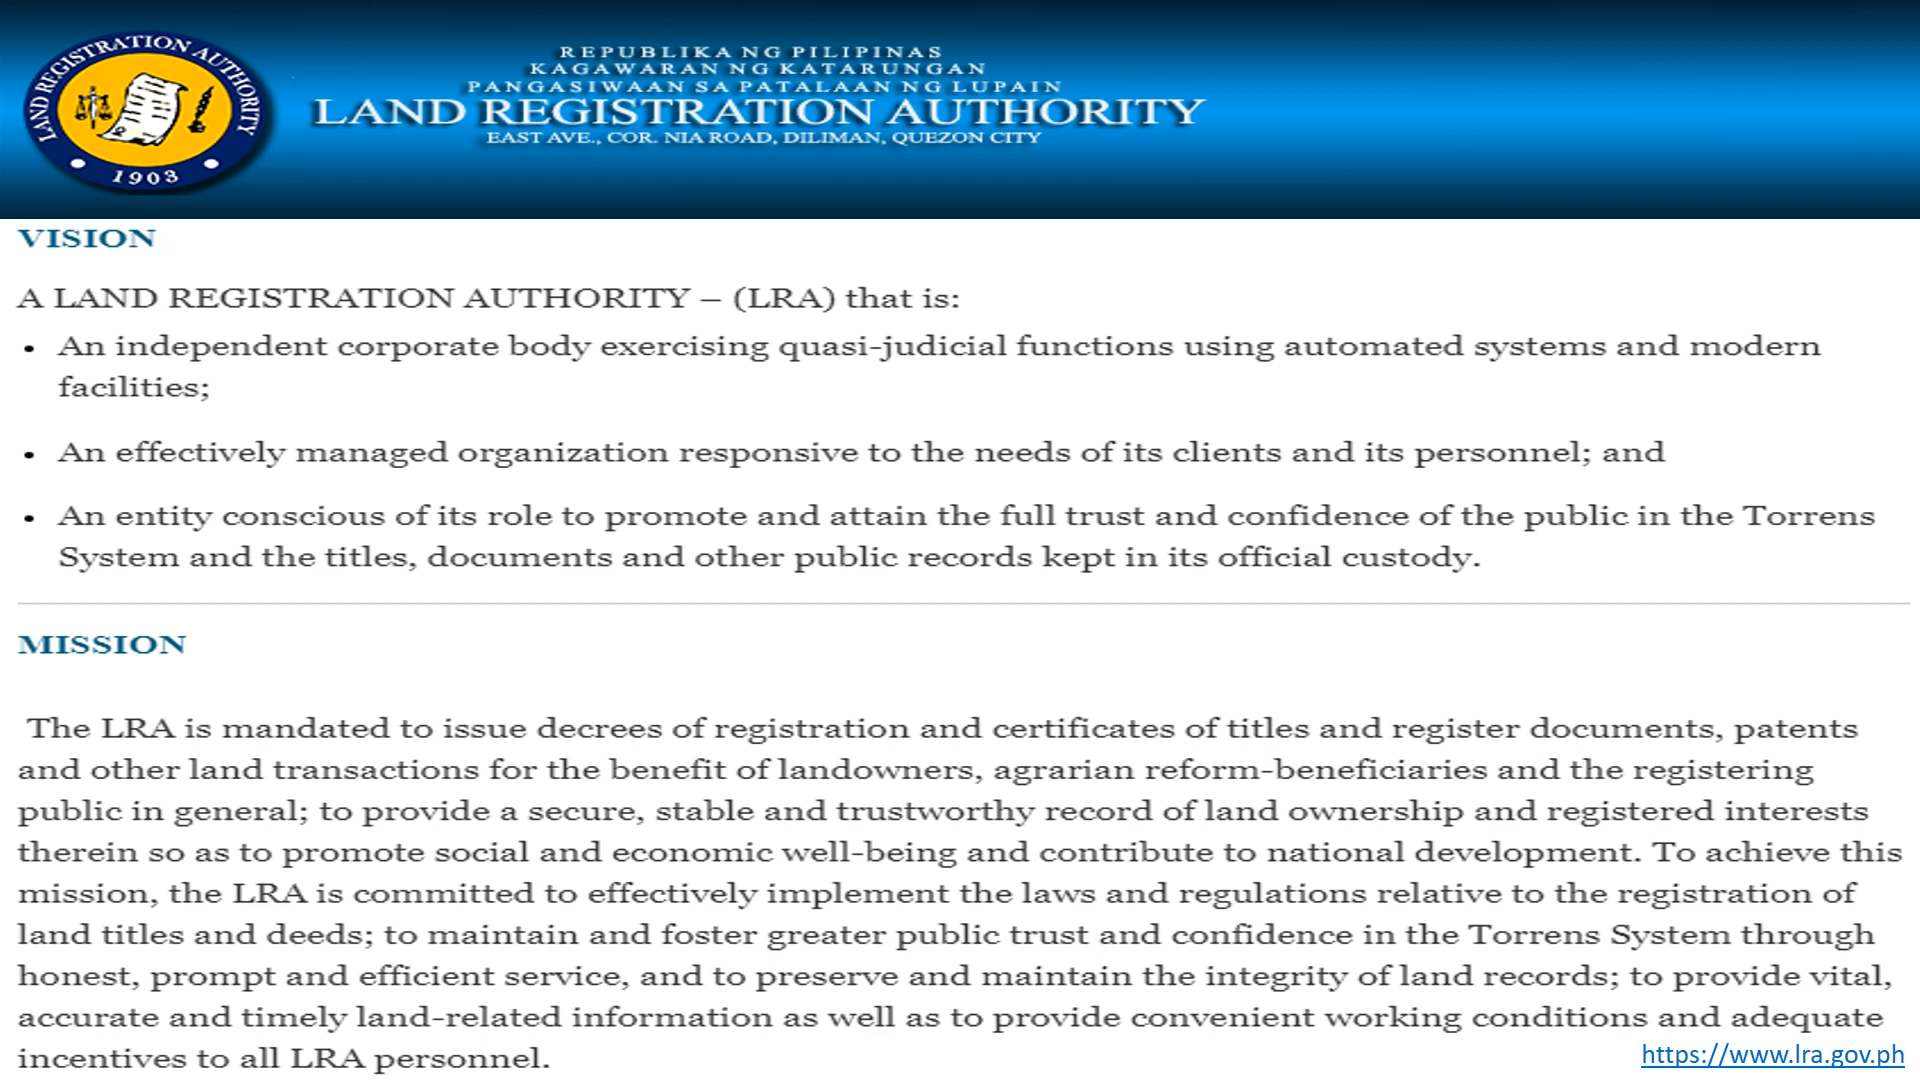 LAND REGISTRATION AUTHORITY
1903
REPUBLIKA NG PILIPINAS
KAGAWARAN NG KATARUNGAN
PANGASIWAAN SA PATALAAN NG LUPAIN
LAND REGISTRATION AUTHORITY
EAST AVE., COR. NIA ROAD, DILIMAN, QUEZON CITY
VISION
A LAND REGISTRATION AUTHORITY – (LRA) that is:
• An independent corporate body exercising quasi-judicial functions using automated systems and modern
facilities;
• An effectively managed organization responsive to the needs of its clients and its personnel; and
• An entity conscious of its role to promote and attain the full trust and confidence of the public in the Torrens
System and the titles, documents and other public records kept in its official custody.
MISSION
The LRA is mandated to issue decrees of registration and certificates of titles and register documents, patents
and other land transactions for the benefit of landowners, agrarian reform-beneficiaries and the registering
public in general; to provide a secure, stable and trustworthy record of land ownership and registered interests
therein so as to promote social and economic well-being and contribute to national development. To achieve this
mission, the LRA is committed to effectively implement the laws and regulations relative to the registration of
land titles and deeds; to maintain and foster greater public trust and confidence in the Torrens System through
honest, prompt and efficient service, and to preserve and maintain the integrity of land records; to provide vital,
accurate and timely land-related information as well as to provide convenient working conditions and adequate
incentives to all LRA personnel.
https://www.lra.gov.ph